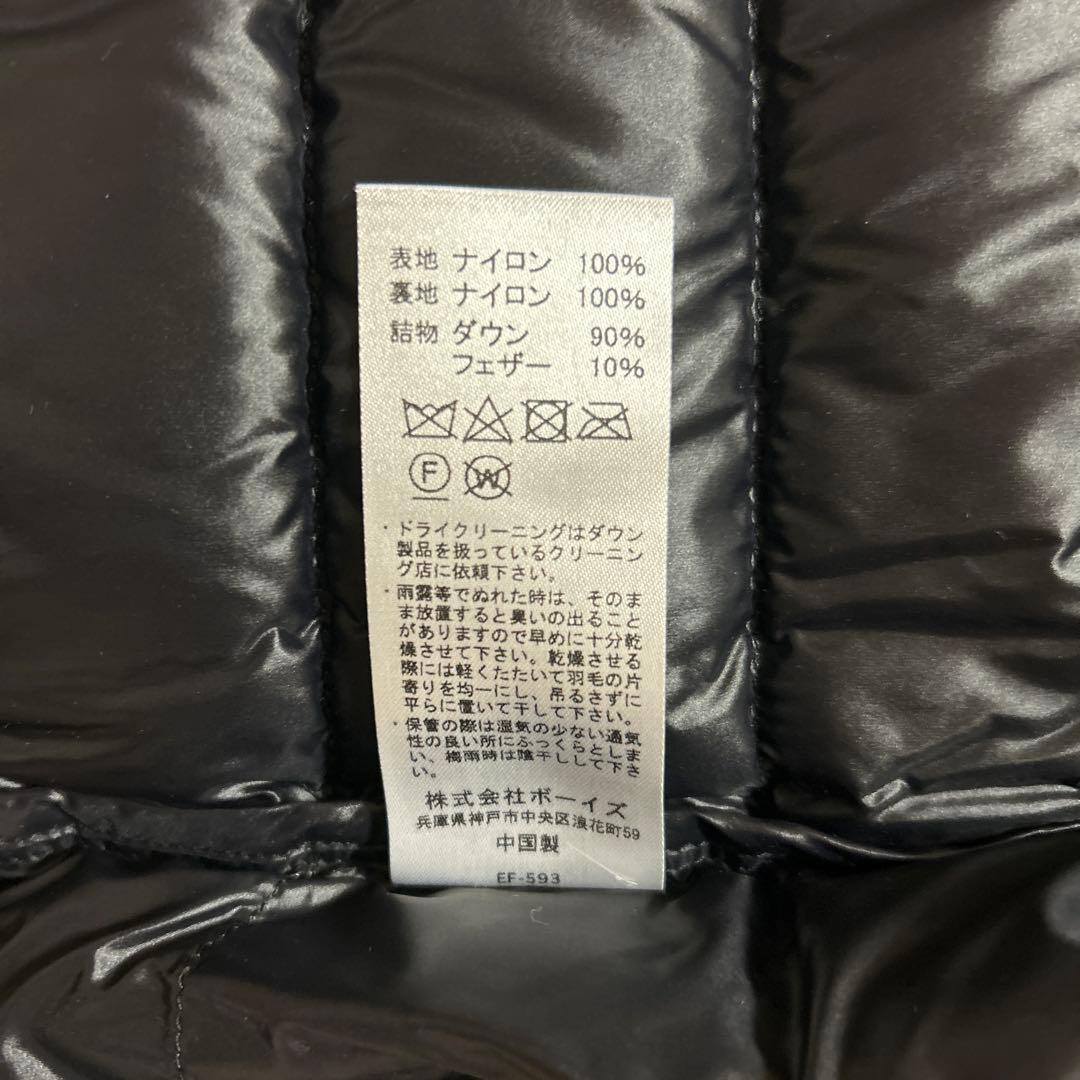 表地 ナイロン 100%
裏地 ナイロン 100%
詰物 ダウン 90%
フェザー 10%
F
W
・ドライクリーニングはダウン
製品を扱っているクリーニン
グ店に依頼下さい。
・雨露等でぬれた時は、そのま
ま放置すると臭いの出ること
がありますので早めに十分乾
燥させて下さい。乾燥させる
際には軽くたたいて羽毛の片
寄りを均一にし、吊るさずに
平らに置いて干して下さい。
・保管の際は湿気の少ない通気
性の良い所にふっくらとしま
い、梅雨時は陰干しして下さ
い。
株式会社ボーイズ
兵庫県神戸市中央区浪花町59
中国製
EF-593